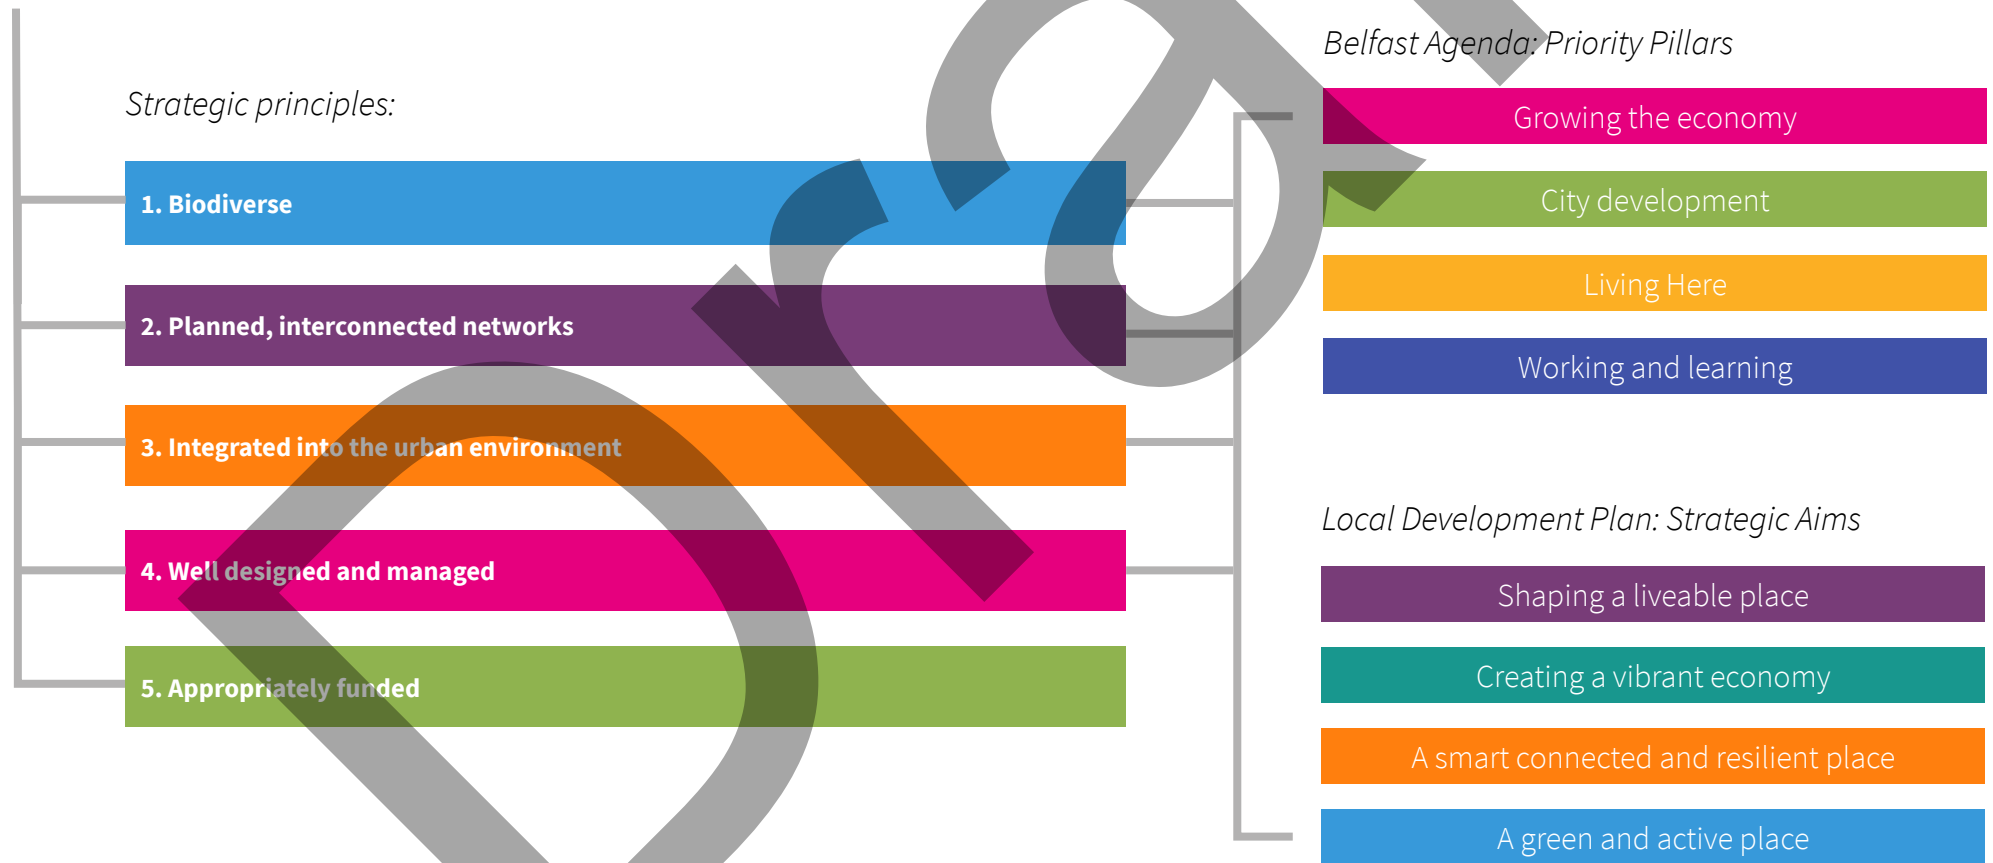 Strategic principles:
1. Biodiverse
2. Planned, interconnected networks
3. Integrated into the urban environment
4. Well designed and managed
5. Appropriately funded
Belfast Agenda: Priority Pillars
Growing the economy
City development
Living Here
Working and learning
Local Development Plan: Strategic Aims
Shaping a liveable place
Creating a vibrant economy
A smart connected and resilient place
A green and active place